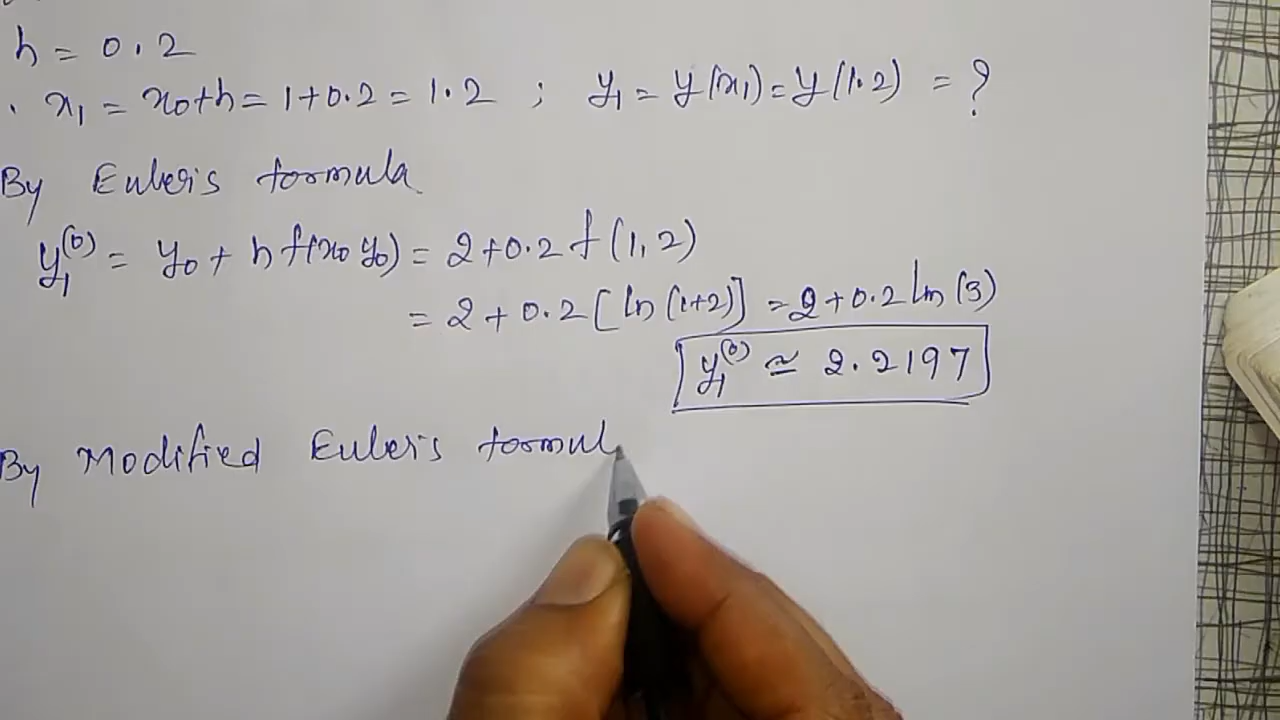 h = 0.2
. x₁ = x₀+h = 1+0.2 = 1.2 ; y₁ = y(x₁) = y(1.2) = ?
By Euler's formula
y₁⁽⁰⁾ = y₀ + h f(x₀ y₀) = 2+0.2 f(1,2)
= 2 + 0.2 [ln (1+2)] = 2+0.2 ln (3)
y₁⁽⁰⁾ ≃ 2.2197
By Modified Euler's formul